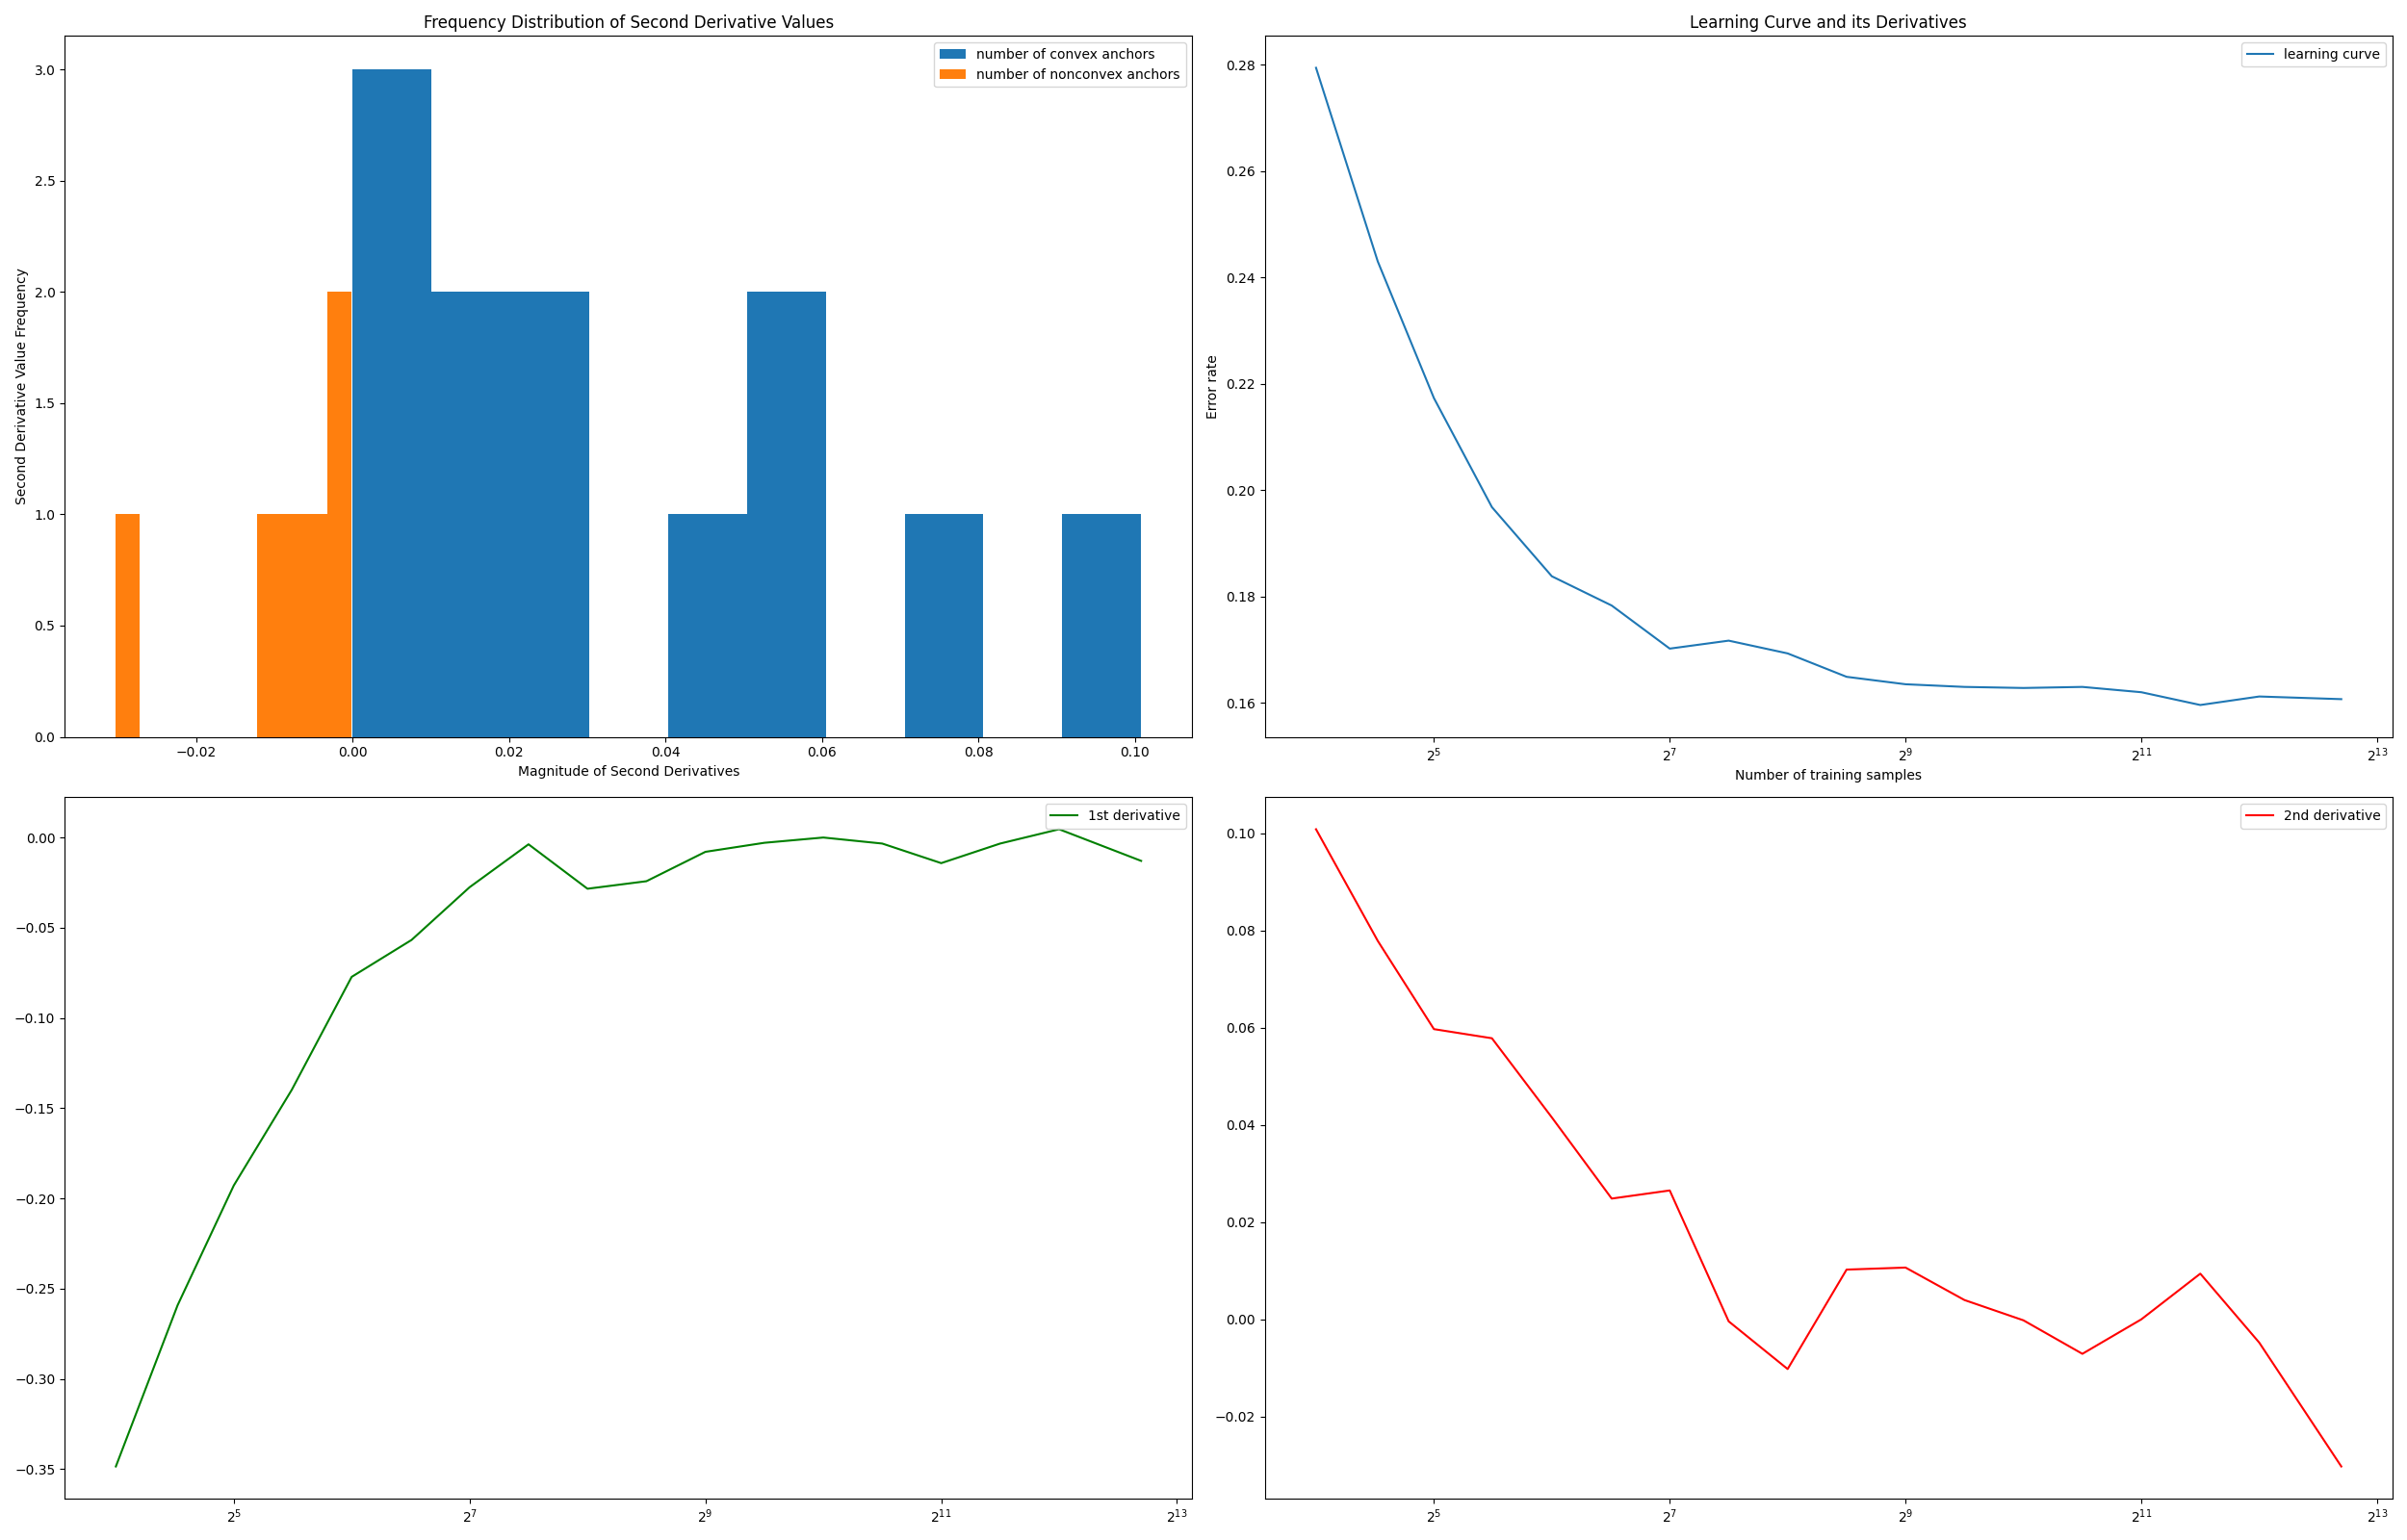 Frequency Distribution of Second Derivative Values
number of convex anchors
number of nonconvex anchors
3.0
2.5
2.0
1.5
1.0
0.5
0.0
Second Derivative Value Frequency
−0.02 0.00 0.02 0.04 0.06 0.08 0.10
Magnitude of Second Derivatives
Learning Curve and its Derivatives
learning curve
0.28
0.26
0.24
0.22
0.20
0.18
0.16
Error rate
2^5 2^7 2^9 2^11 2^13
Number of training samples
1st derivative
0.00
−0.05
−0.10
−0.15
−0.20
−0.25
−0.30
−0.35
2^5 2^7 2^9 2^11 2^13
2nd derivative
0.10
0.08
0.06
0.04
0.02
0.00
−0.02
2^5 2^7 2^9 2^11 2^13